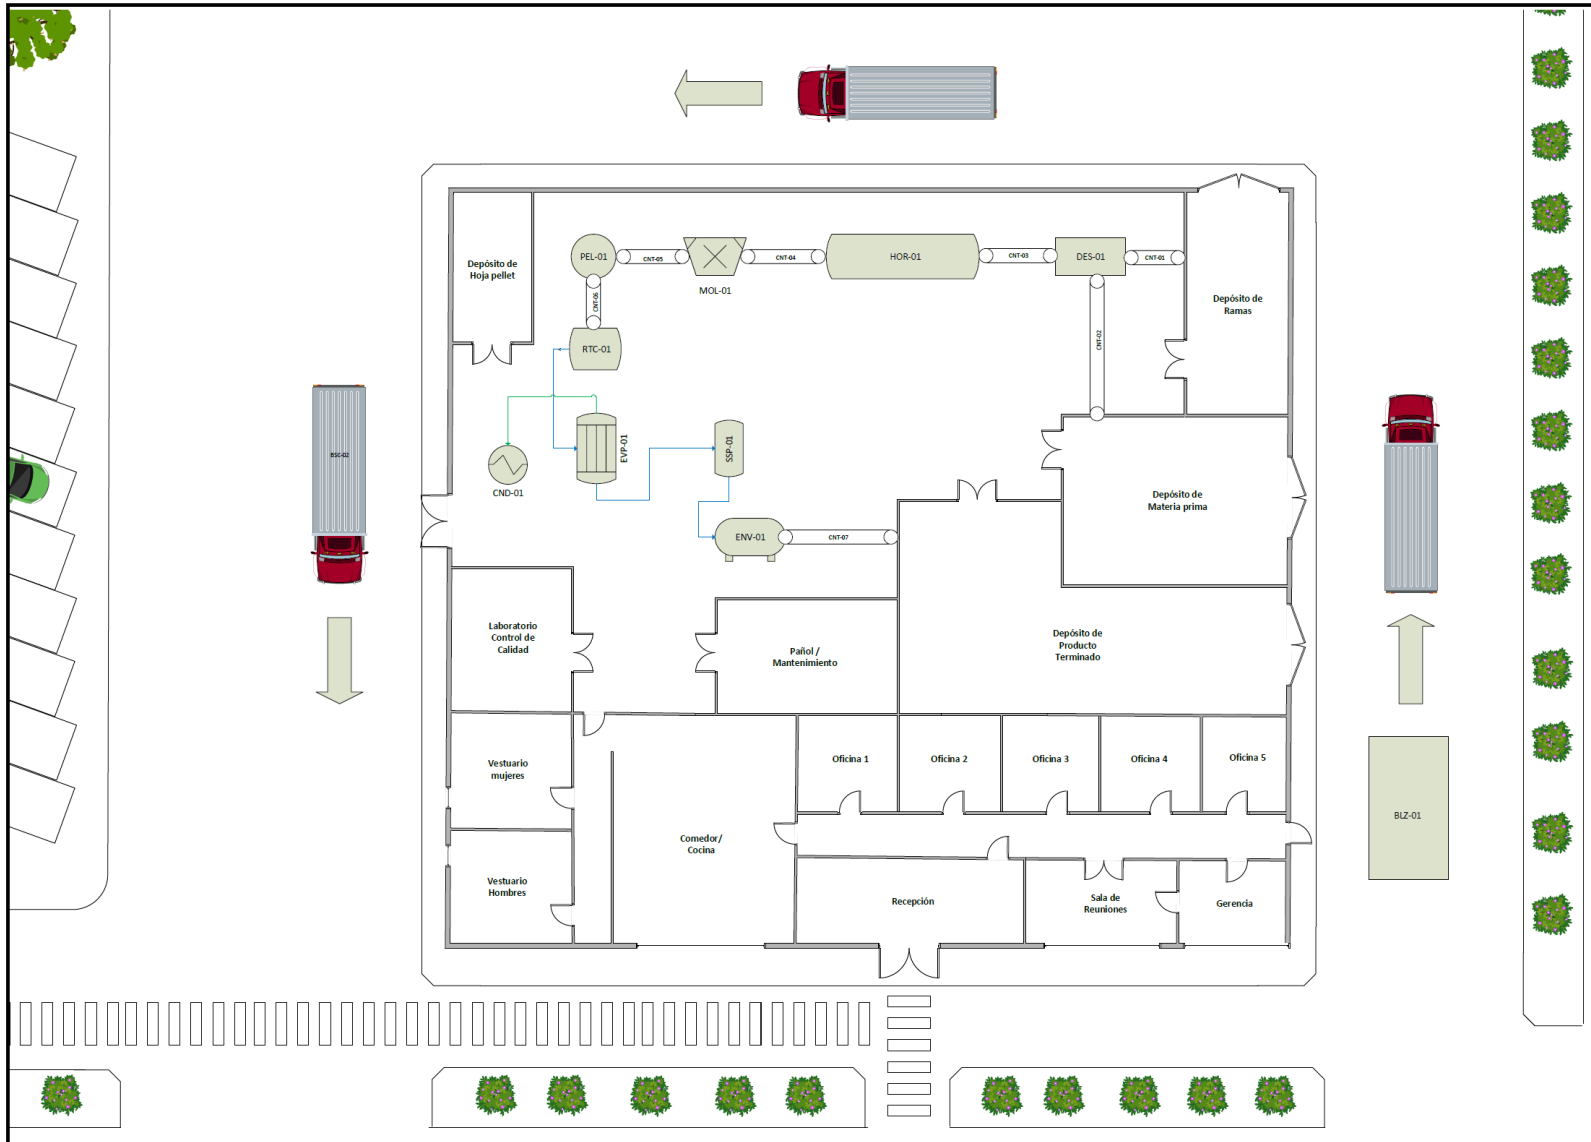 PEL-01
CNT-05
CNT-04
HOR-01
CNT-03
DES-01
CNT-01
Depósito de
Hoja pellet
MOL-01
CNT-06
Depósito de
Ramas
CNT-02
RTC-01
EVP-01
SSP-01
BSC-02
CND-01
Depósito de
Materia prima
ENV-01
CNT-07
Laboratorio
Control de
Calidad
Pañol /
Mantenimiento
Depósito de
Producto
Terminado
Vestuario
mujeres
Oficina 1
Oficina 2
Oficina 3
Oficina 4
Oficina 5
BLZ-01
Comedor/
Cocina
Vestuario
Hombres
Recepción
Sala de
Reuniones
Gerencia